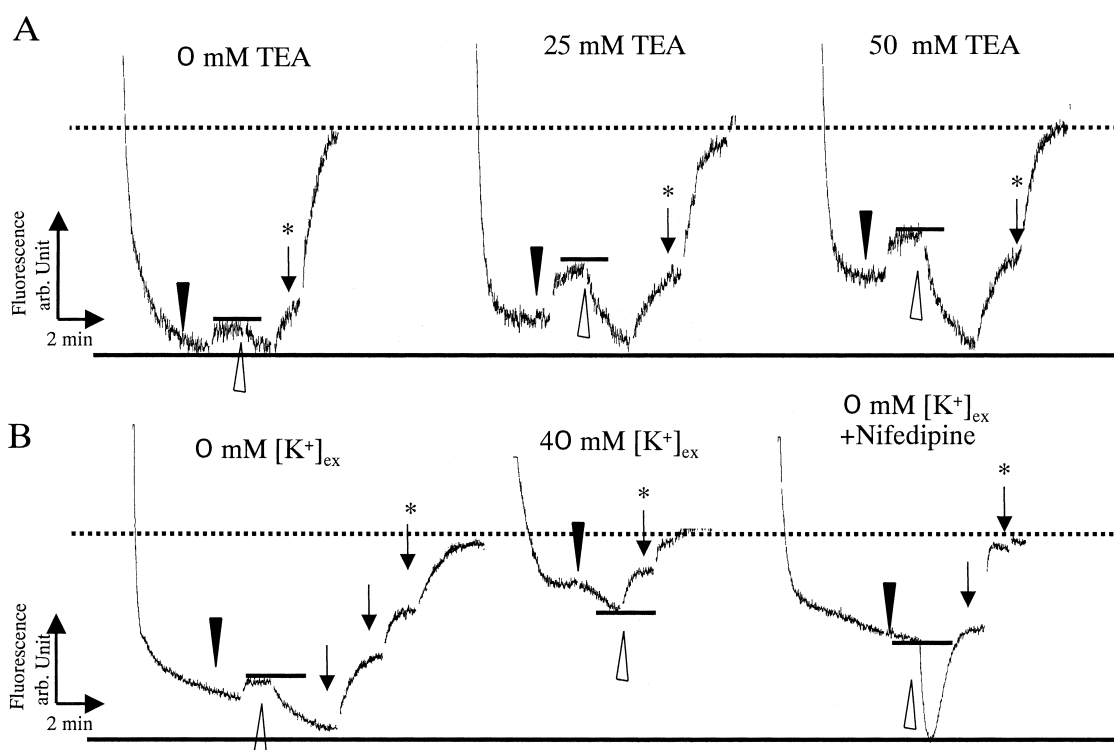 A
0 mM TEA
25 mM TEA
50 mM TEA
*
*
*
Fluorescence
arb. Unit
2 min
B
0 mM [K⁺]ₑₓ
40 mM [K⁺]ₑₓ
0 mM [K⁺]ₑₓ
+Nifedipine
*
*
*
Fluorescence
arb. Unit
2 min